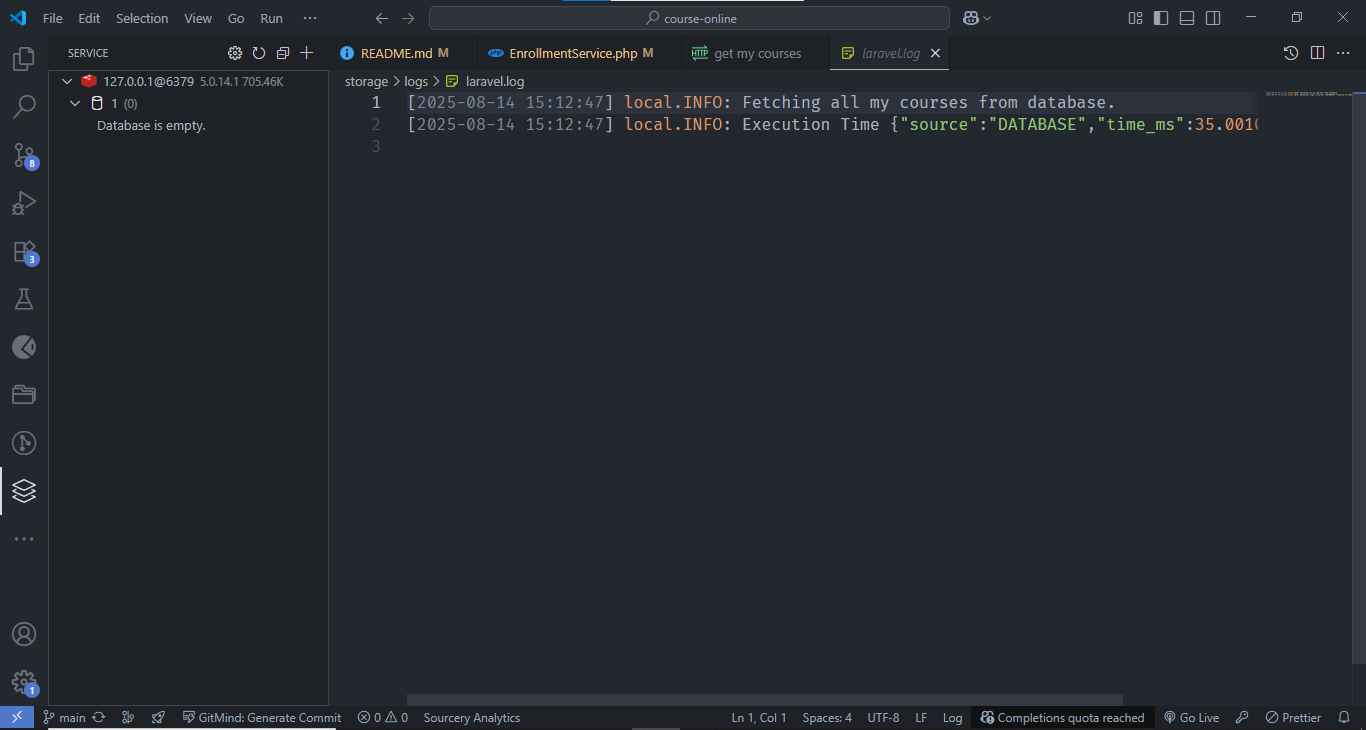 File Edit Selection View Go Run ··· course-online
SERVICE
README.md M
EnrollmentService.php M
HTTP get my courses
laravel.log
127.0.0.1@6379 5.0.14.1 705.46K
1 (0)
Database is empty.
storage > logs > laravel.log
1 [2025-08-14 15:12:47] local.INFO: Fetching all my courses from database.
2 [2025-08-14 15:12:47] local.INFO: Execution Time {"source":"DATABASE","time_ms":35.001
3
8
3
1
main 0 0 GitMind: Generate Commit Sourcery Analytics
Ln 1, Col 1 Spaces: 4 UTF-8 LF Log Completions quota reached Go Live Prettier